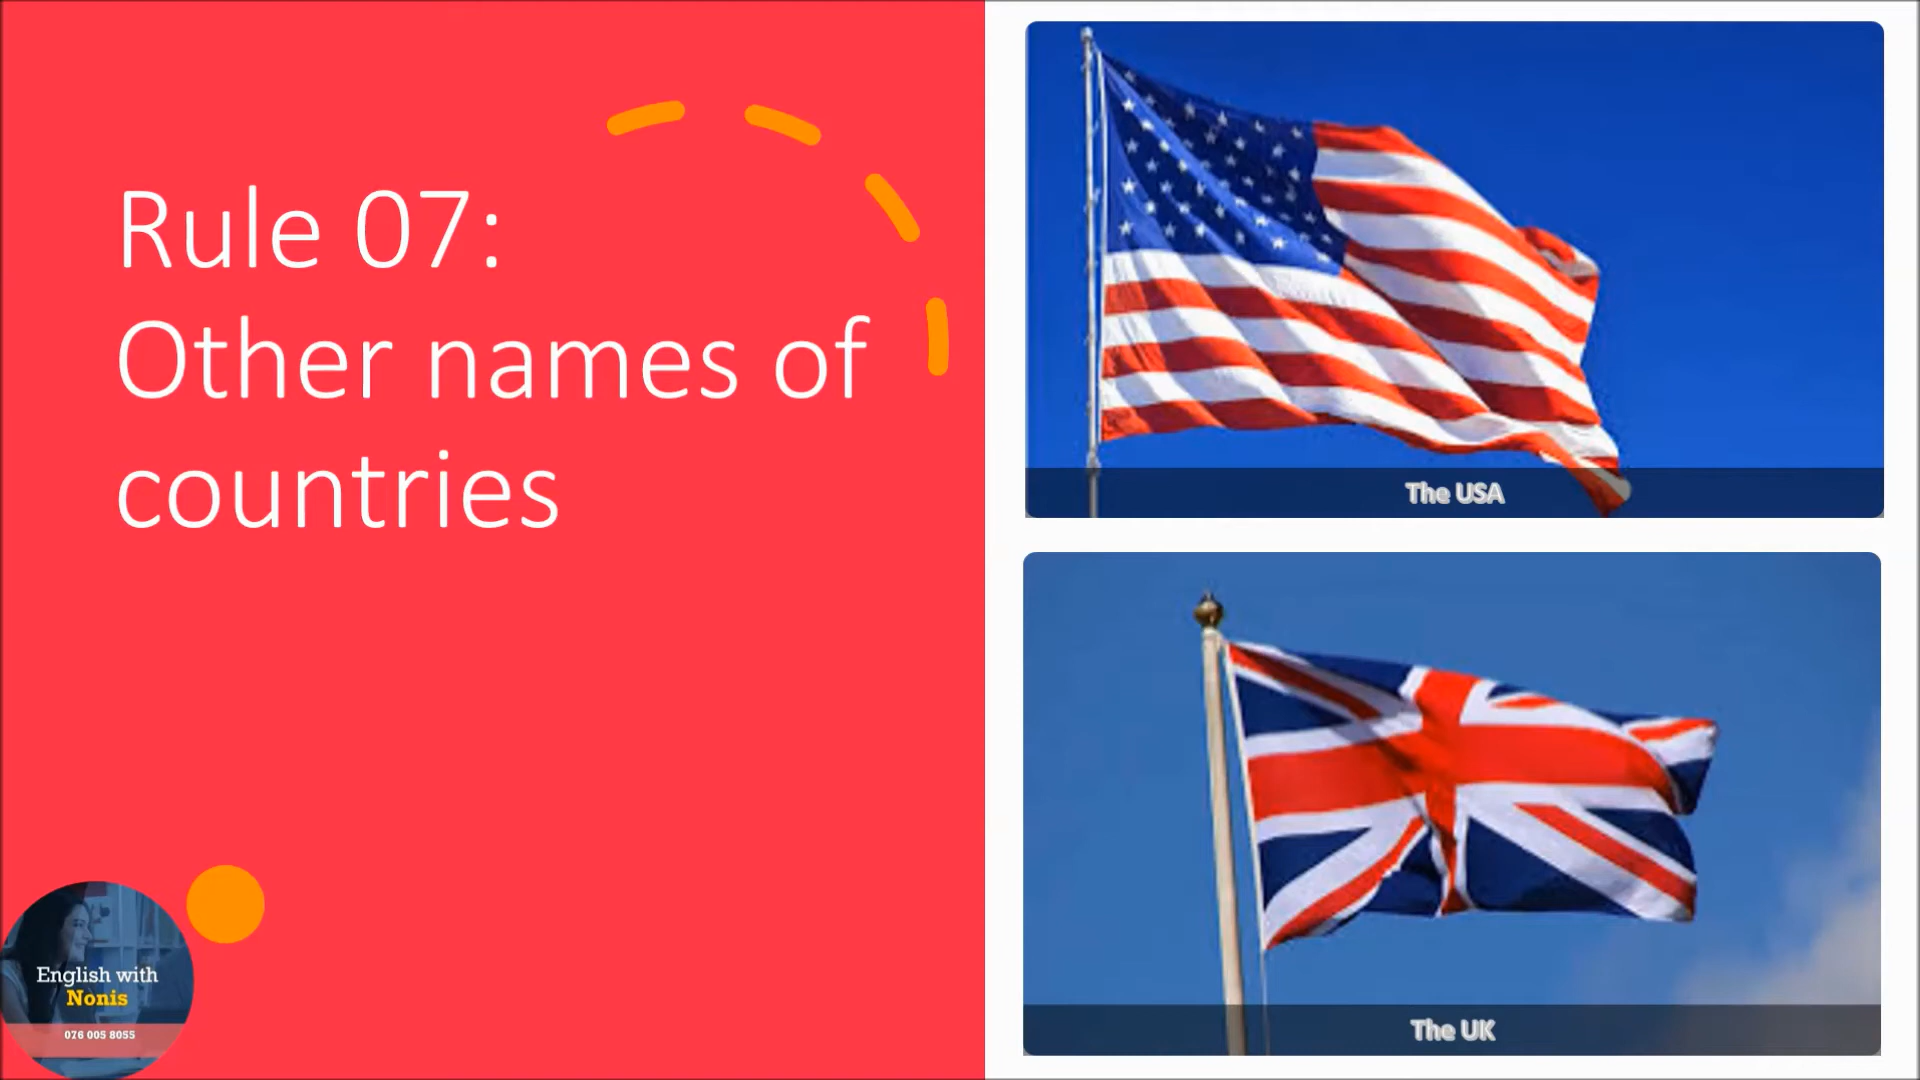 Rule 07:
Other names of
countries
The USA
The UK
English with
Nonis
076 005 8055